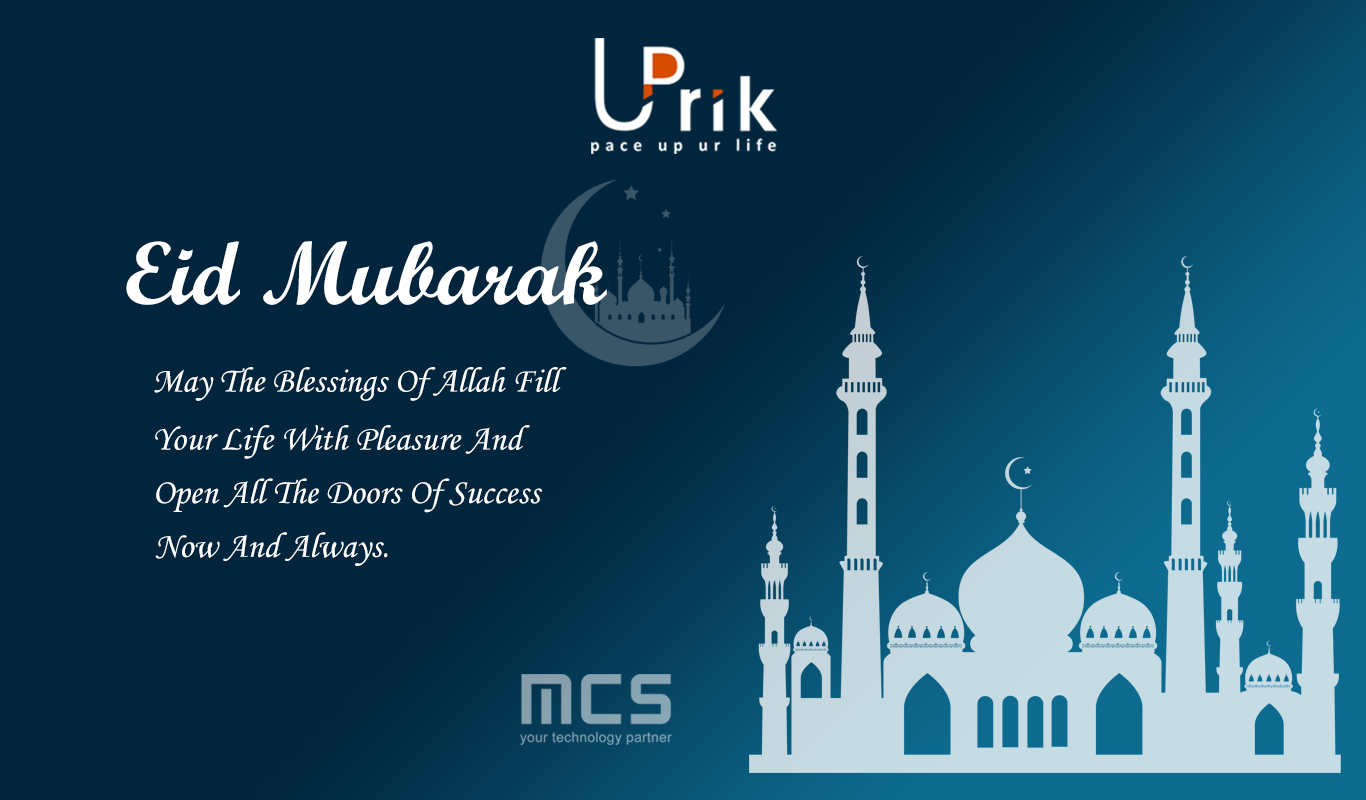 UPrik
pace up ur life
Eid Mubarak
May The Blessings Of Allah Fill
Your Life With Pleasure And
Open All The Doors Of Success
Now And Always.
mcs
your technology partner